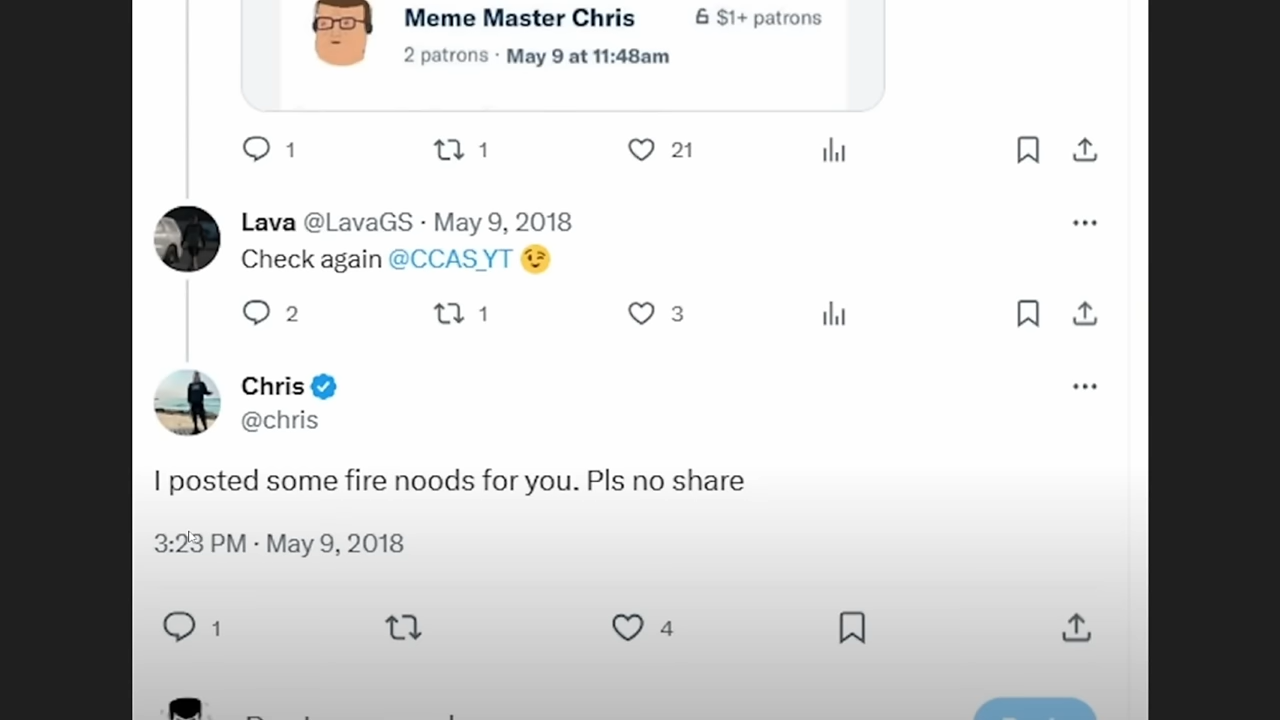 Meme Master Chris $1+ patrons
2 patrons · May 9 at 11:48am
1 1 21
Lava @LavaGS · May 9, 2018
Check again @CCAS_YT 😉
2 1 3
Chris
@chris
I posted some fire noods for you. Pls no share
3:23 PM · May 9, 2018
1 4